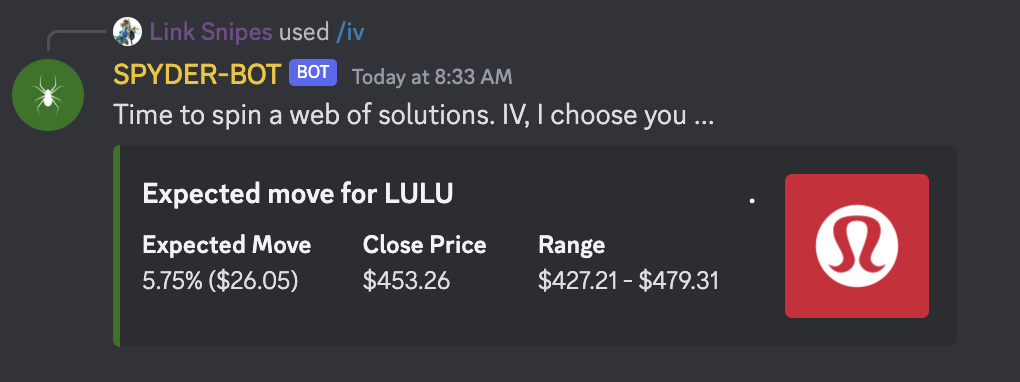 Link Snipes used /iv
SPYDER-BOT BOT Today at 8:33 AM
Time to spin a web of solutions. IV, I choose you ...
Expected move for LULU .
Expected Move Close Price Range
5.75% ($26.05) $453.26 $427.21 - $479.31